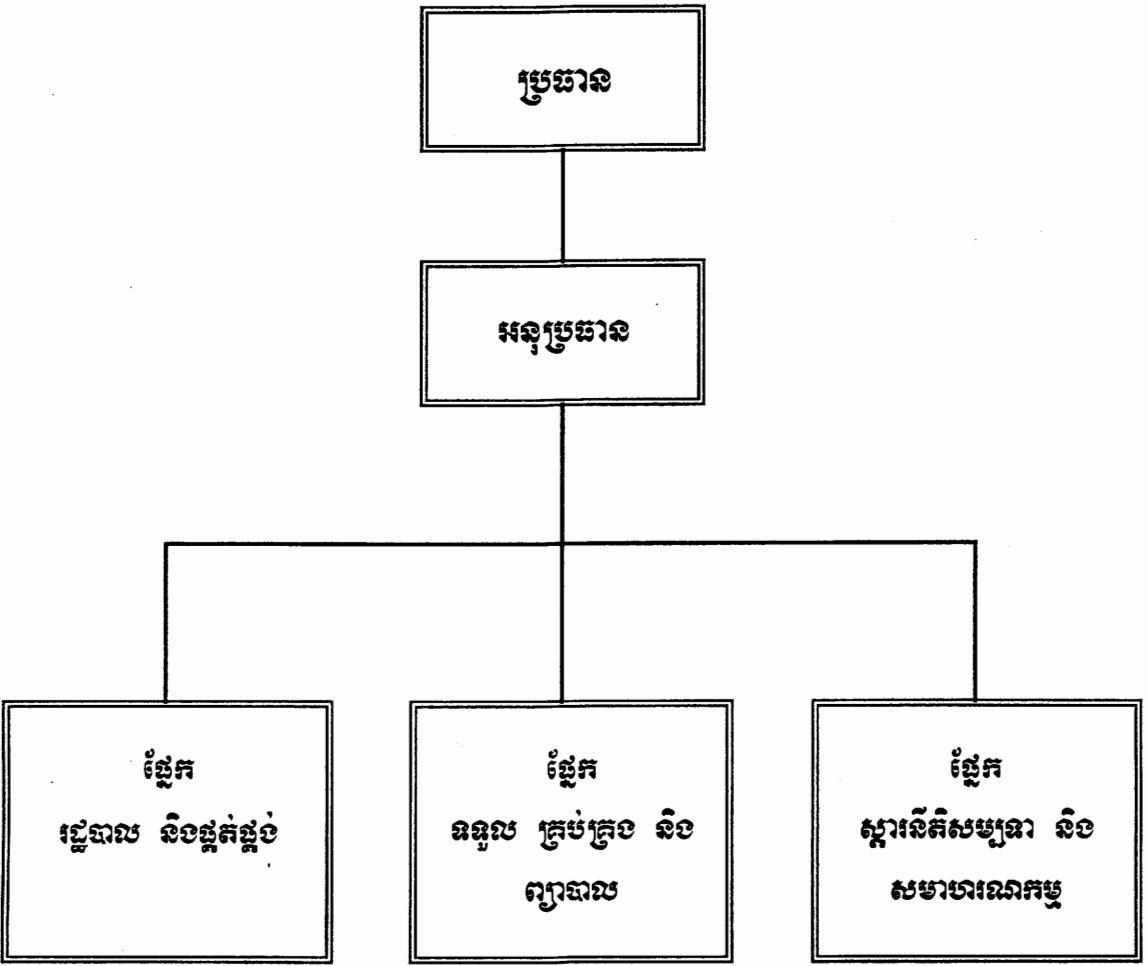 ប្រធាន
អនុប្រធាន
ផ្នែក
រដ្ឋបាល និងផ្គត់ផ្គង់
ផ្នែក
ទទួល គ្រប់គ្រង និង
ព្យាបាល
ផ្នែក
ស្តារនីតិសម្បទា និង
សមាហរណកម្ម